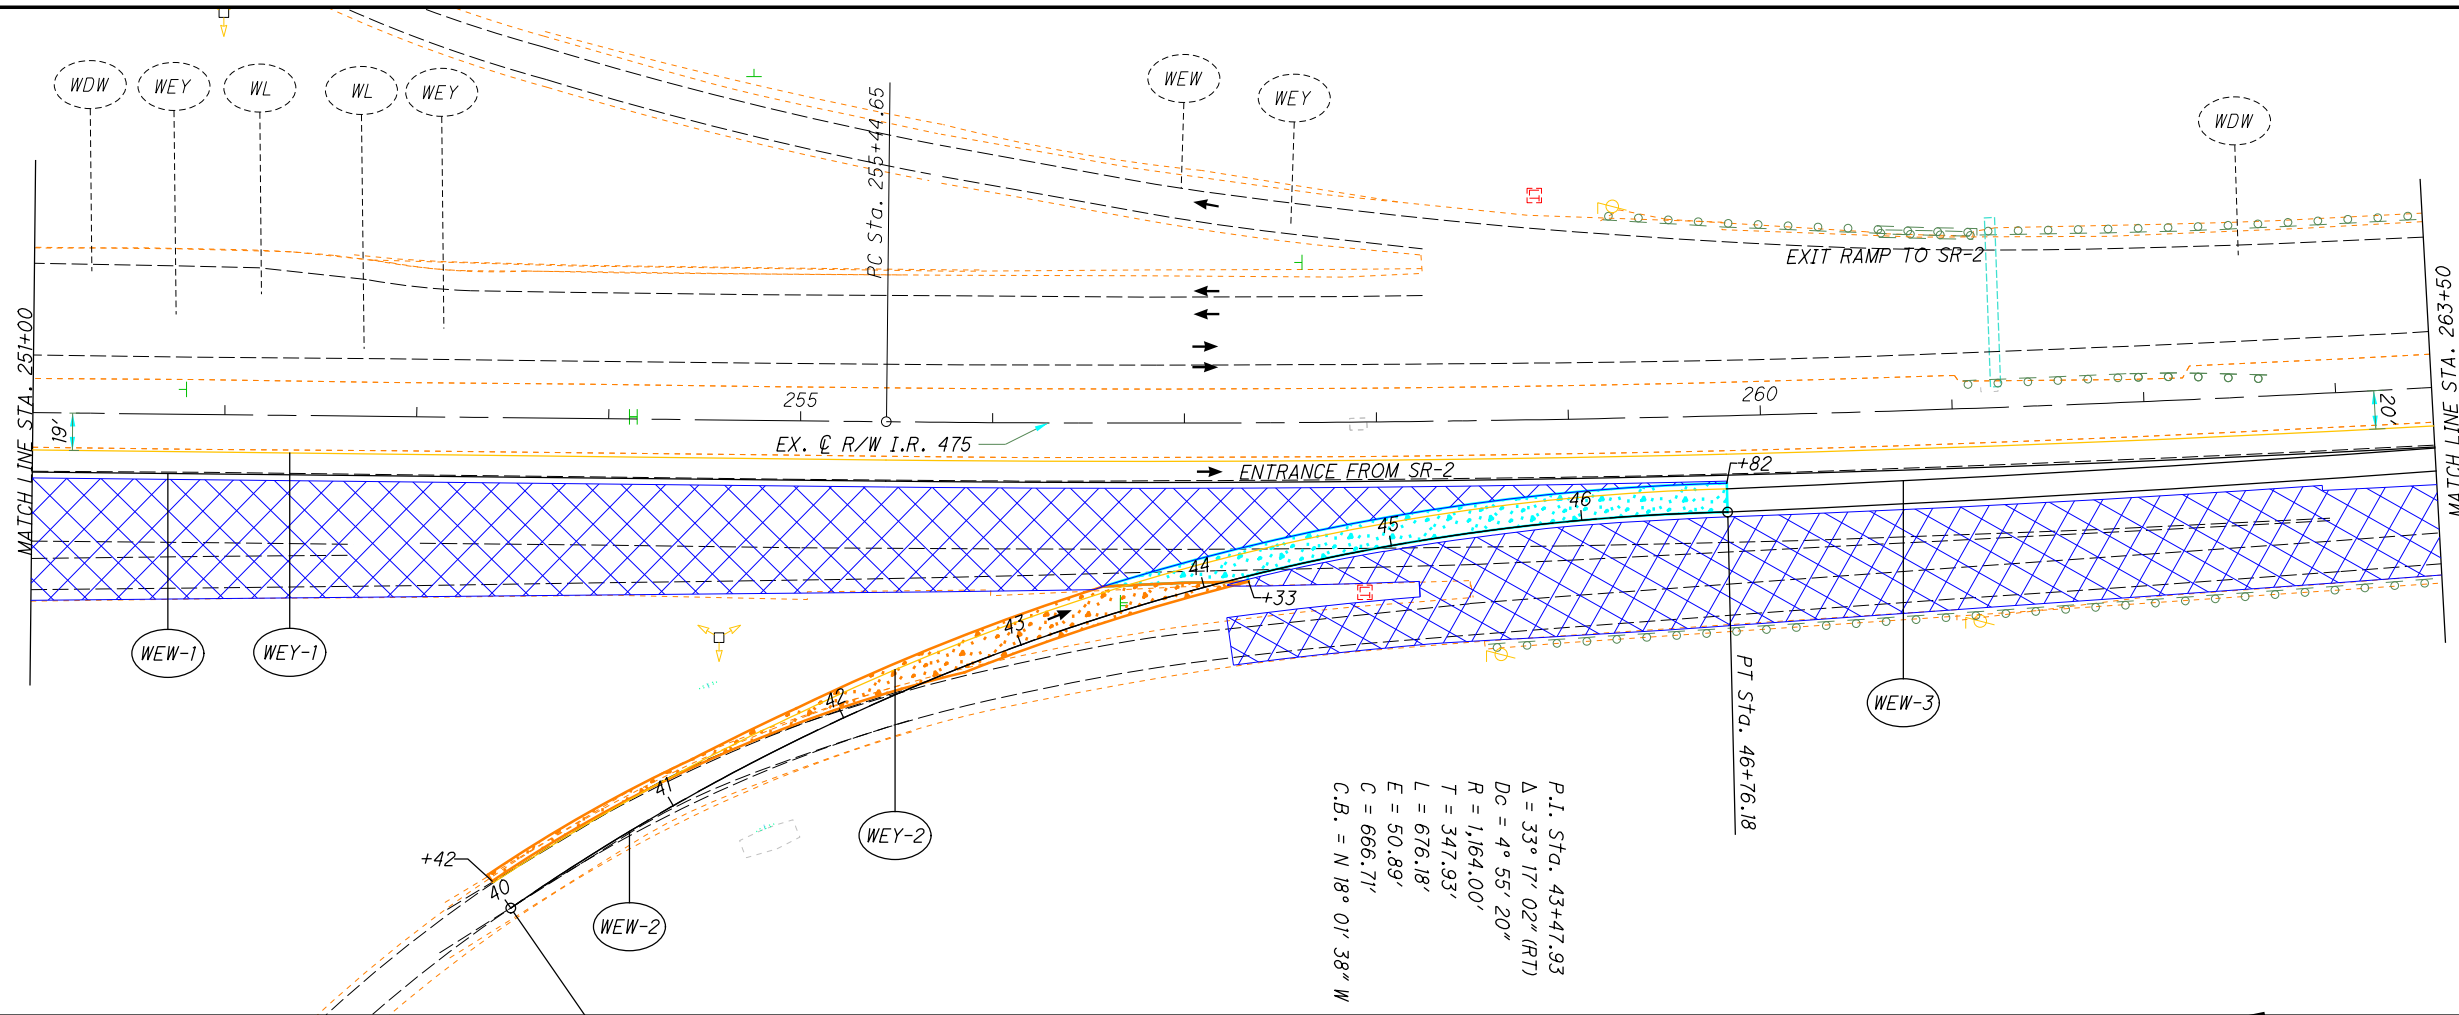 WDW
WEY
WL
WL
WEY
WEW
WEY
WDW
PC Sta. 255+44.65
EXIT RAMP TO SR-2
MATCH LINE STA. 251+00
MATCH LINE STA. 263+50
255
260
19'
20'
EX. ℄ R/W I.R. 475
ENTRANCE FROM SR-2
+82
46
45
44
+33
43
42
41
+42
40
WEW-1
WEY-1
WEY-2
WEW-2
WEW-3
PT Sta. 46+76.18
P.I. Sta. 43+47.93
Δ = 33° 17' 02" (RT)
Dc = 4° 55' 20"
R = 1,164.00'
T = 347.93'
L = 676.18'
E = 50.89'
C = 666.71'
C.B. = N 18° 01' 38" W